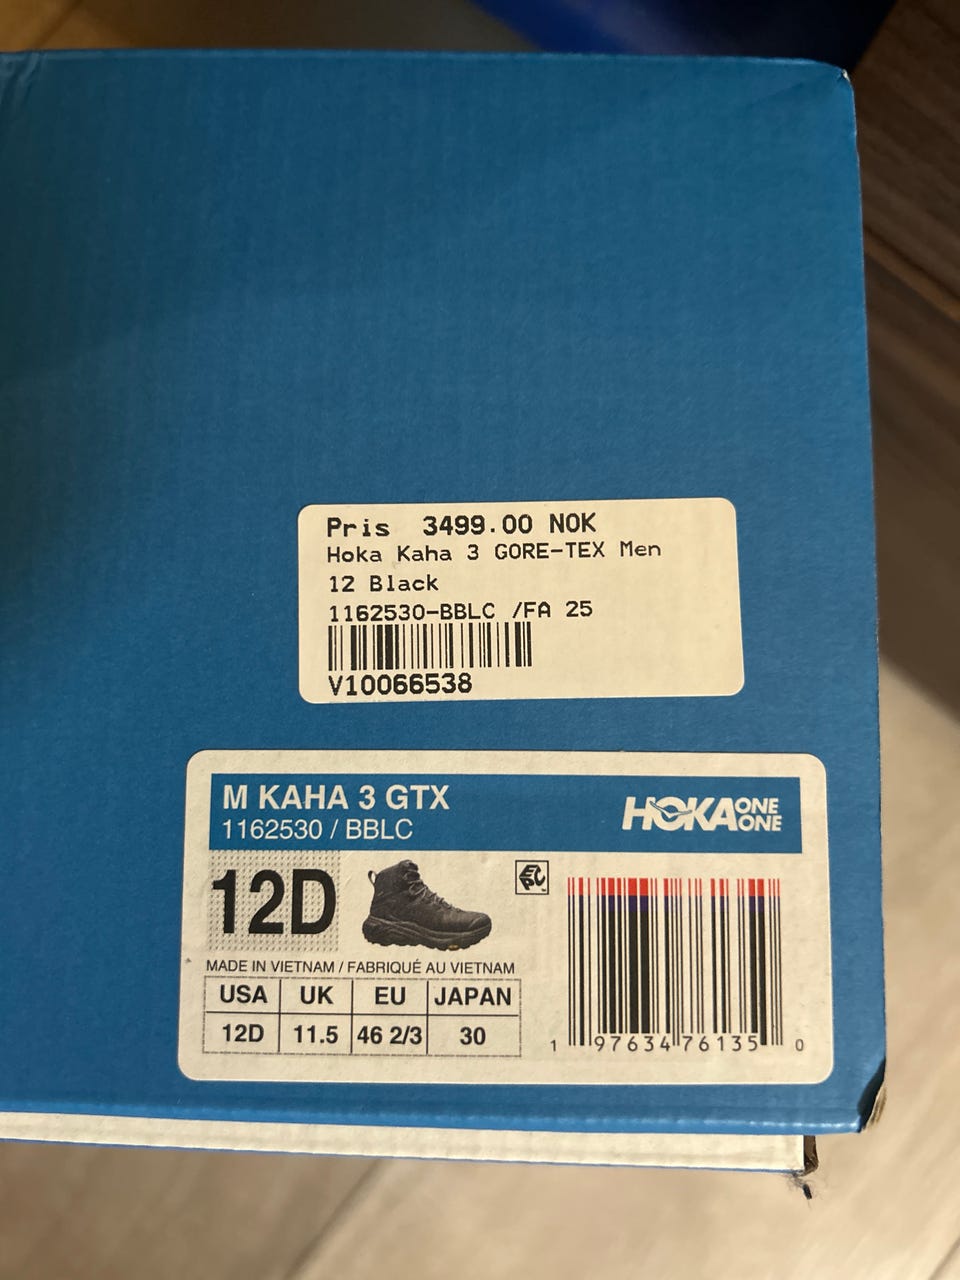 Pris 3499.00 NOK
Hoka Kaha 3 GORE-TEX Men
12 Black
1162530-BBLC /FA 25
V10066538
M KAHA 3 GTX
1162530 / BBLC
HOKA ONE ONE
12D
EPC
MADE IN VIETNAM / FABRIQUÉ AU VIETNAM
USA UK EU JAPAN
12D 11.5 46 2/3 30
1 97634 76135 0